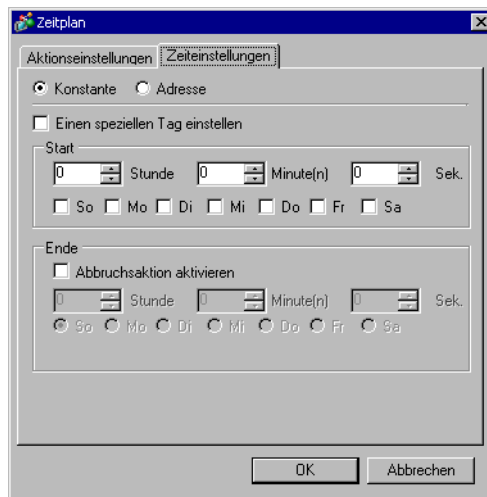 Zeitplan
Aktionseinstellungen Zeiteinstellungen
Konstante Adresse
Einen speziellen Tag einstellen
Start
0 Stunde 0 Minute(n) 0 Sek.
So Mo Di Mi Do Fr Sa
Ende
Abbruchsaktion aktivieren
0 Stunde 0 Minute(n) 0 Sek.
So Mo Di Mi Do Fr Sa
OK Abbrechen